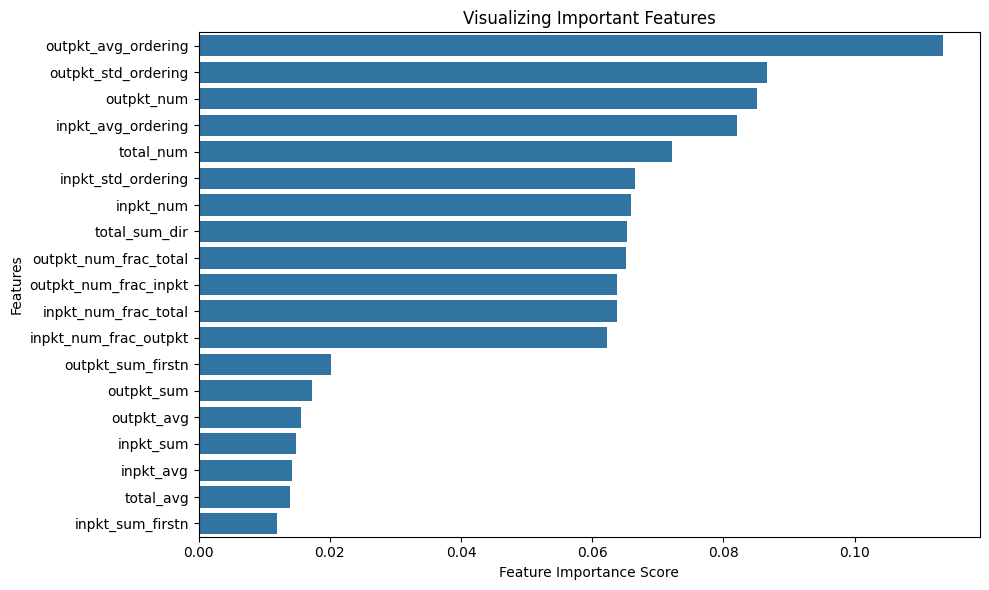 Visualizing Important Features
Features
outpkt_avg_ordering
outpkt_std_ordering
outpkt_num
inpkt_avg_ordering
total_num
inpkt_std_ordering
inpkt_num
total_sum_dir
outpkt_num_frac_total
outpkt_num_frac_inpkt
inpkt_num_frac_total
inpkt_num_frac_outpkt
outpkt_sum_firstn
outpkt_sum
outpkt_avg
inpkt_sum
inpkt_avg
total_avg
inpkt_sum_firstn
0.00 0.02 0.04 0.06 0.08 0.10
Feature Importance Score